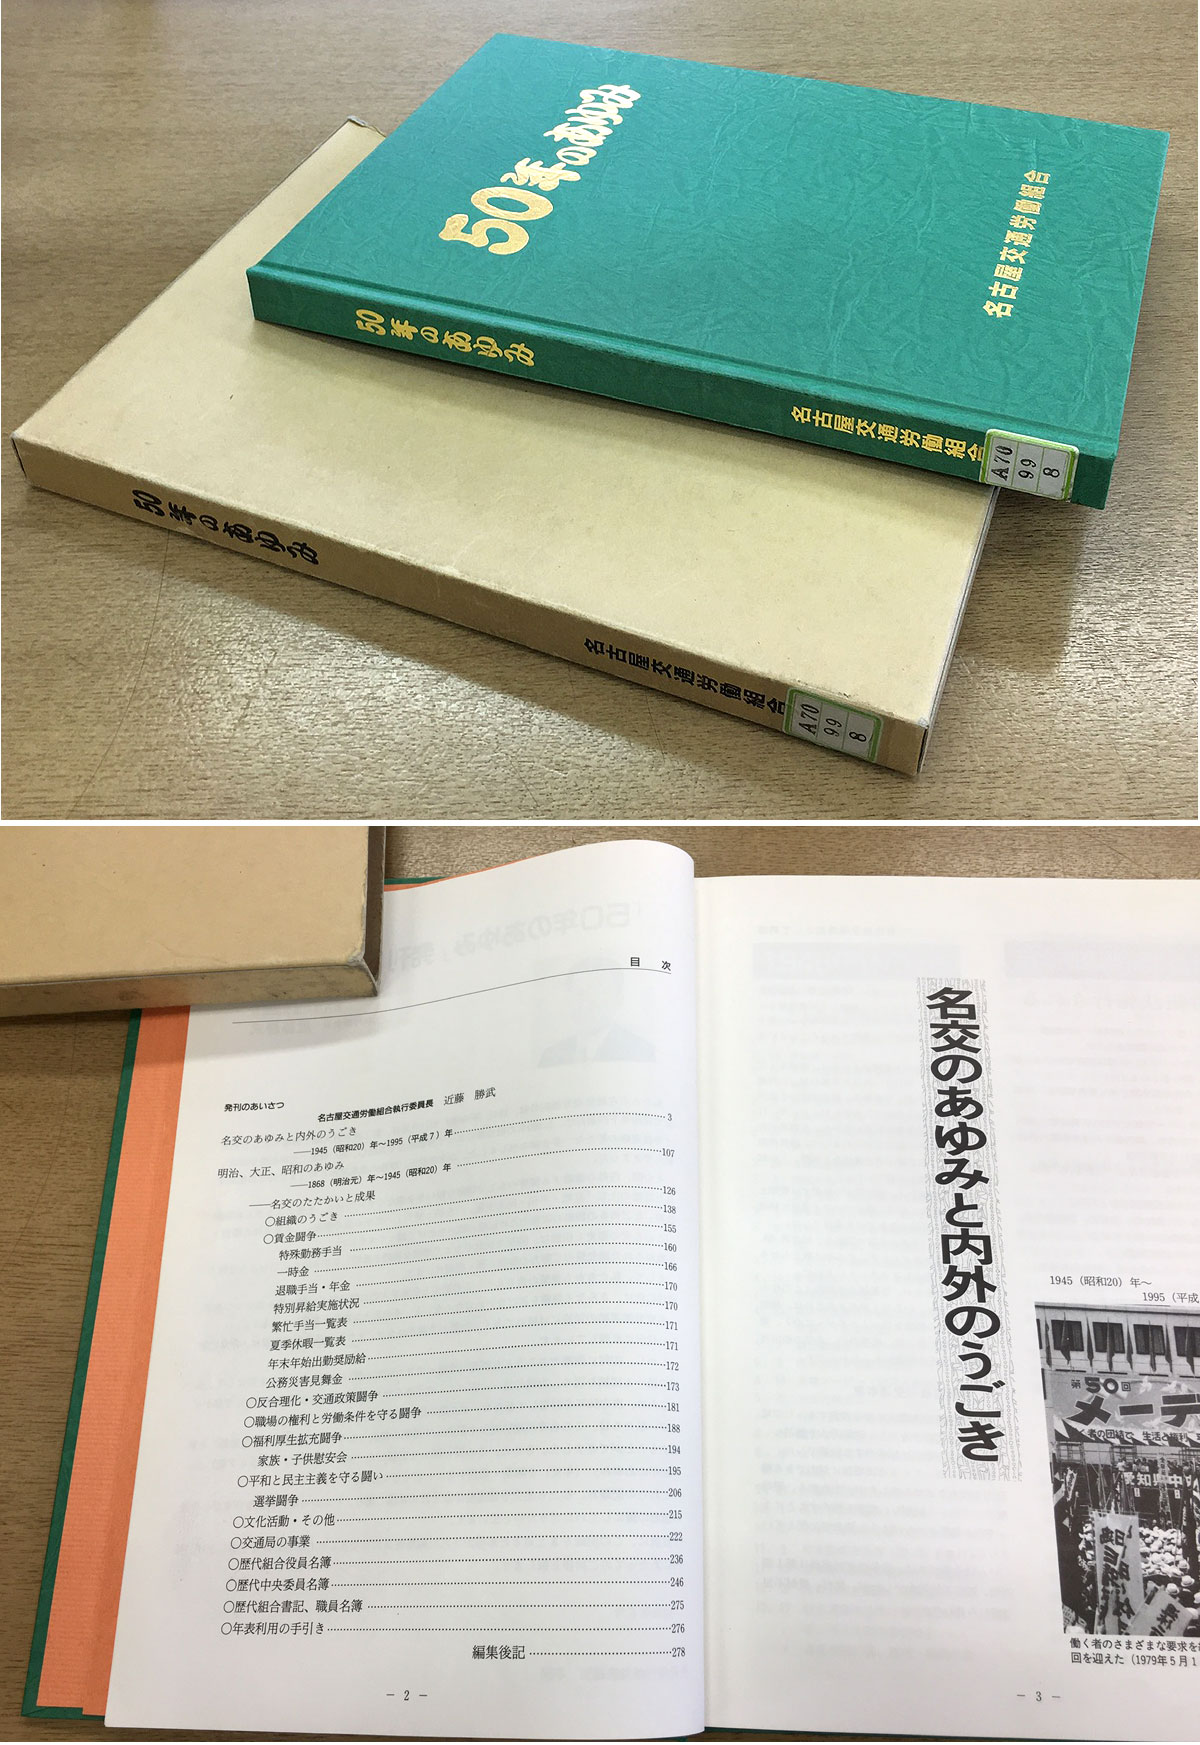 50年のあゆみ
名古屋交通労働組合
50年のあゆみ
名古屋交通労働組合
A70
99
8
50年のあゆみ
名古屋交通労働組合
A70
99
8
目 次
発刊のあいさつ
名古屋交通労働組合執行委員長 近藤 勝武
名交のあゆみと内外のうごき
——1945（昭和20）年〜1995（平成７）年 3
明治、大正、昭和のあゆみ
——1868（明治元）年〜1945（昭和20）年 107
——名交のたたかいと成果 126
○組織のうごき 138
○賃金闘争 155
特殊勤務手当 160
一時金 166
退職手当・年金 170
特別昇給実施状況 170
繁忙手当一覧表 171
夏季休暇一覧表 171
年末年始出勤奨励給 172
公務災害見舞金 173
○反合理化・交通政策闘争 181
○職場の権利と労働条件を守る闘争 188
○福利厚生拡充闘争 194
家族・子供慰安会 195
○平和と民主主義を守る闘い 206
選挙闘争 215
○文化活動・その他 222
○交通局の事業 236
○歴代組合役員名簿 246
○歴代中央委員名簿 275
○歴代組合書記、職員名簿 276
○年表利用の手引き
編集後記 278
− 2 −
名交のあゆみと内外のうごき
1945（昭和20）年〜
1995（平成
第50回
メーデ
く者の団結で 生活と権利
愛知県中
働く者のさまざまな要求を
回を迎えた（1979年５月１
− 3 −